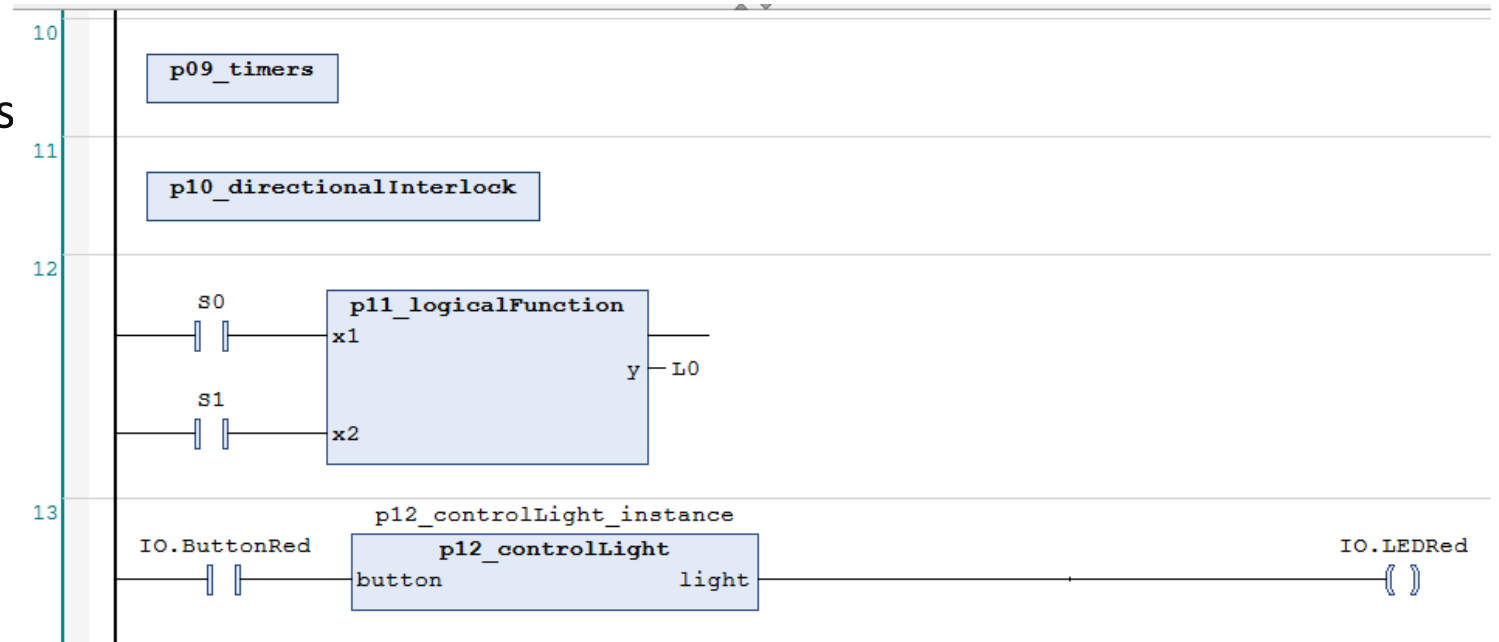 10
p09_timers
s
11
p10_directionalInterlock
12
S0
p11_logicalFunction
x1
y L0
S1
x2
13
p12_controlLight_instance
IO.ButtonRed
p12_controlLight
IO.LEDRed
button light